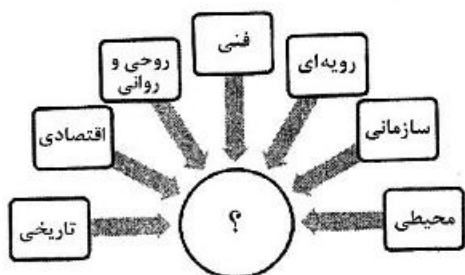 فنی
رویه‌ای
روحی و
روانی
سازمانی
اقتصادی
محیطی
تاریخی
؟